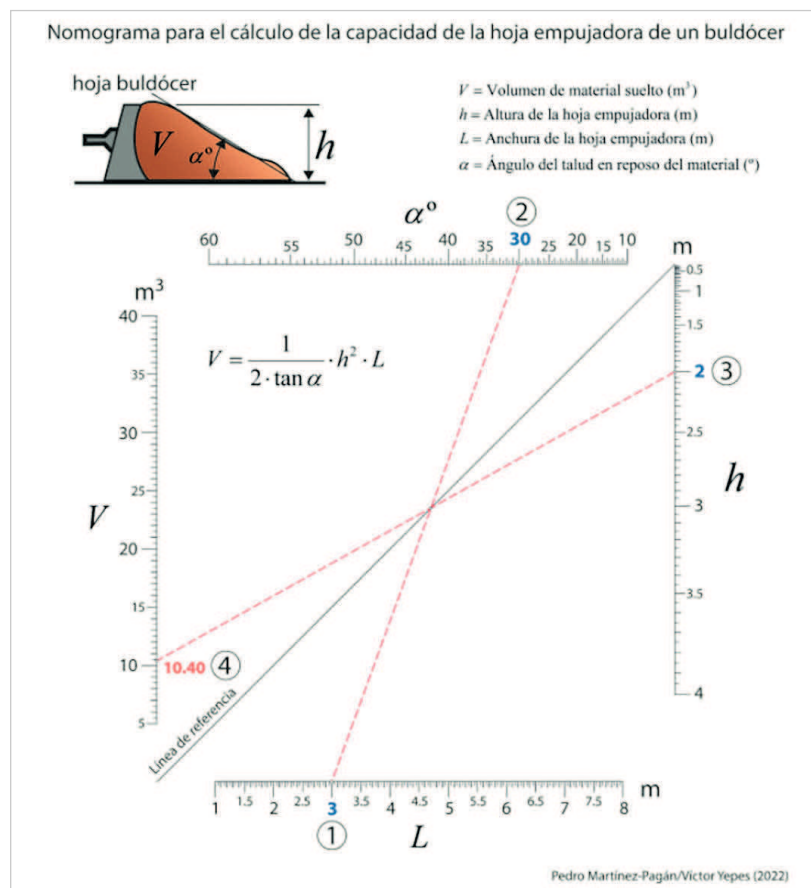 Nomograma para el cálculo de la capacidad de la hoja empujadora de un buldócer
hoja buldócer
V
α°
h
V = Volumen de material suelto (m³)
h = Altura de la hoja empujadora (m)
L = Anchura de la hoja empujadora (m)
α = Ángulo del talud en reposo del material (º)
α° ②
60 55 50 45 40 35 30 25 20 15 10
m
0.5
1
1.5
2 ③
2.5
3
3.5
4
h
m³
40
35
30
25
20
15
10
5
V
V = 1 / 2 · tan α · h² · L
10.40 ④
Línea de referencia
1 1.5 2 2.5 3 3.5 4 4.5 5 5.5 6 6.5 7 7.5 8 m
① L
Pedro Martínez-Pagán/Víctor Yepes (2022)